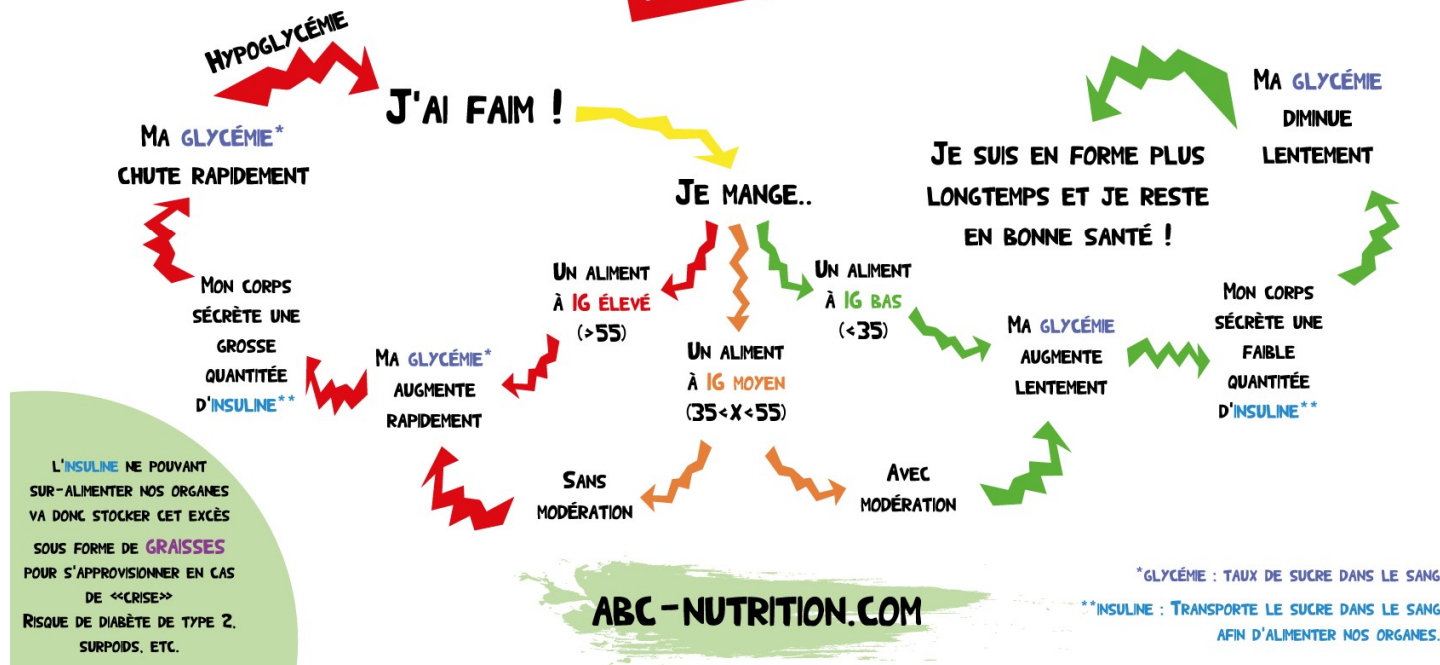 Hypoglycémie
J'ai faim !
Ma glycémie*
chute rapidement
Je mange..
Ma glycémie
diminue
lentement
Je suis en forme plus
longtemps et je reste
en bonne santé !
Un aliment
à IG élevé
(>55)
Un aliment
à IG moyen
(35<x<55)
Un aliment
à IG bas
(<35)
Mon corps
sécrète une
grosse
quantitée
d'insuline**
Ma glycémie*
augmente
rapidement
Ma glycémie
augmente
lentement
Mon corps
sécrète une
faible
quantitée
d'insuline**
Sans
modération
Avec
modération
L'insuline ne pouvant
sur-alimenter nos organes
va donc stocker cet excès
sous forme de graisses
pour s'approvisionner en cas
de «crise»
Risque de diabète de type 2,
surpoids, etc.
ABC-NUTRITION.COM
*glycémie : taux de sucre dans le sang
**insuline : Transporte le sucre dans le sang
afin d'alimenter nos organes.